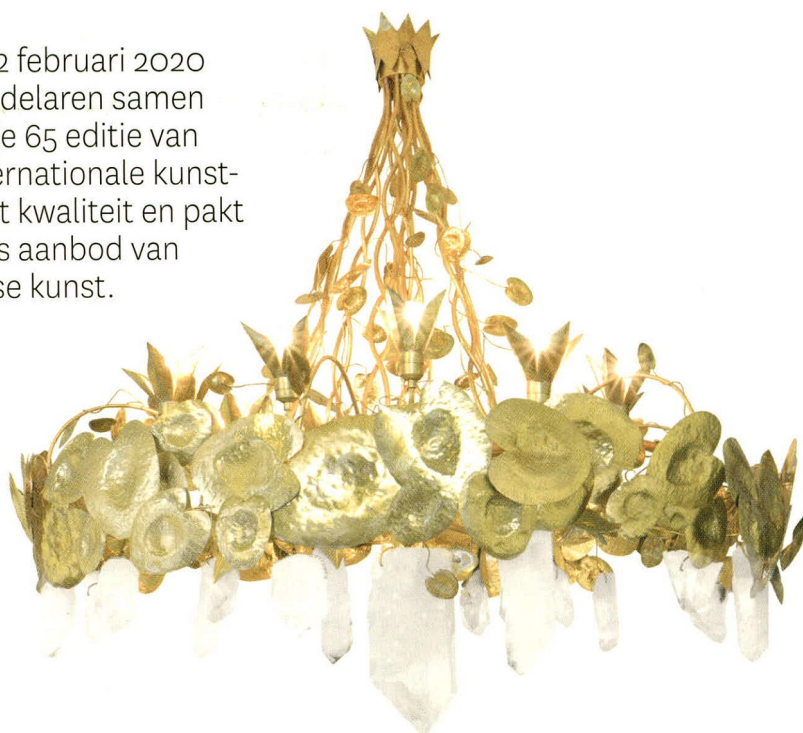 2 februari 2020
delaren samen
e 65 editie van
ernationale kunst-
t kwaliteit en pakt
s aanbod van
se kunst.